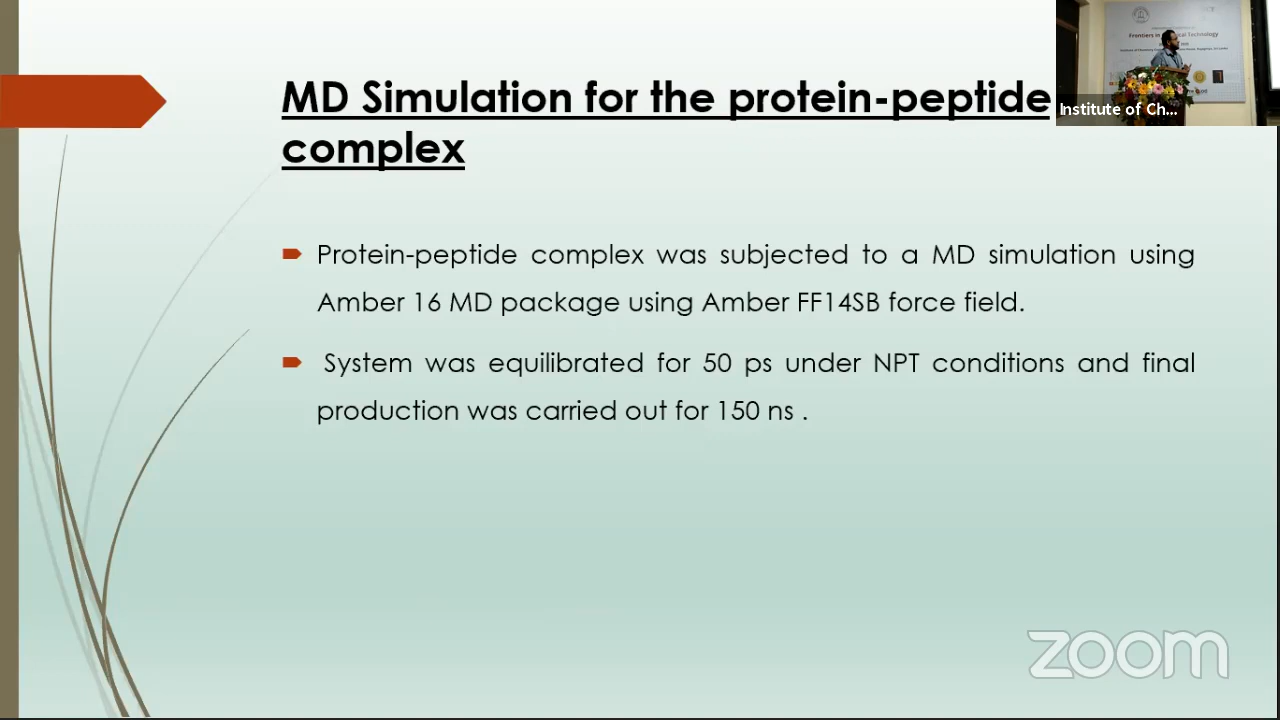 MD Simulation for the protein-peptide
complex
Institute of Ch...
Protein-peptide complex was subjected to a MD simulation using
Amber 16 MD package using Amber FF14SB force field.
System was equilibrated for 50 ps under NPT conditions and final
production was carried out for 150 ns .
zoom